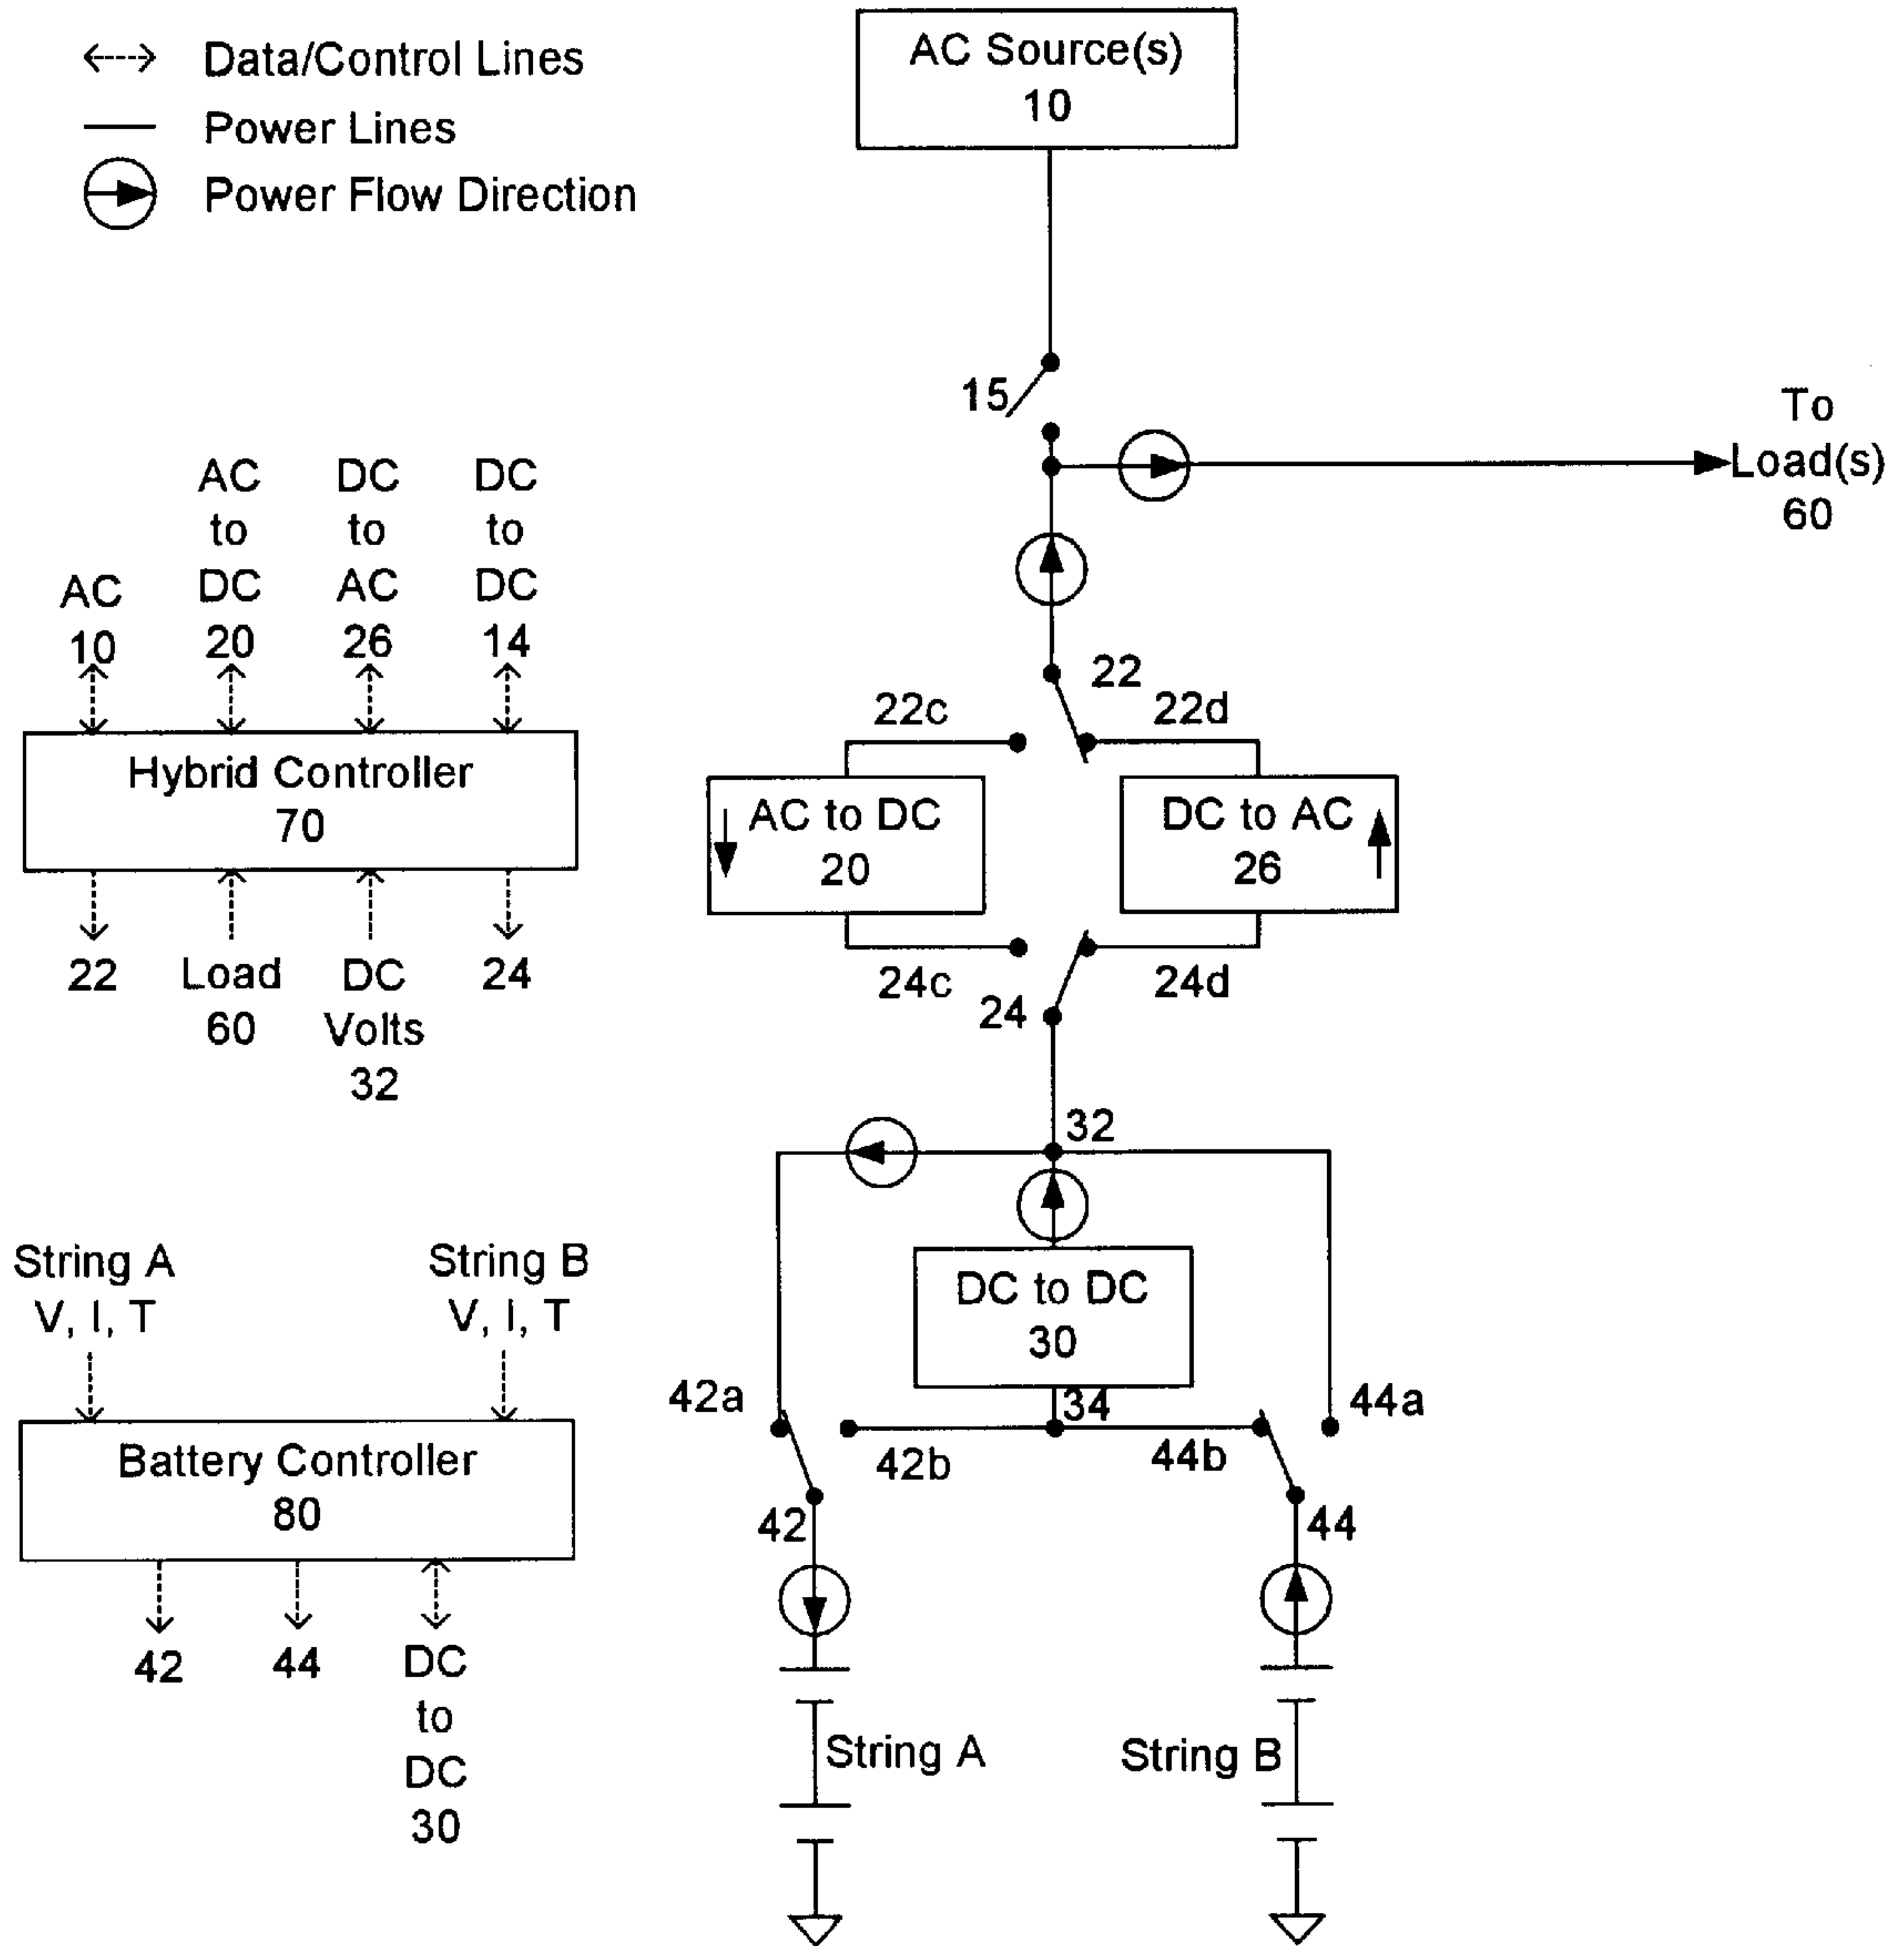 Data/Control Lines
Power Lines
Power Flow Direction
AC Source(s)
10
15
To
Load(s)
60
AC
10
AC
to
DC
20
DC
to
AC
26
DC
to
DC
14
Hybrid Controller
70
22
Load
60
DC
Volts
32
24
22
22c
22d
AC to DC
20
DC to AC
26
24c
24d
24
32
DC to DC
30
34
42a
42b
44b
44a
42
44
String A
V, I, T
String B
V, I, T
Battery Controller
80
42
44
DC
to
DC
30
String A
String B